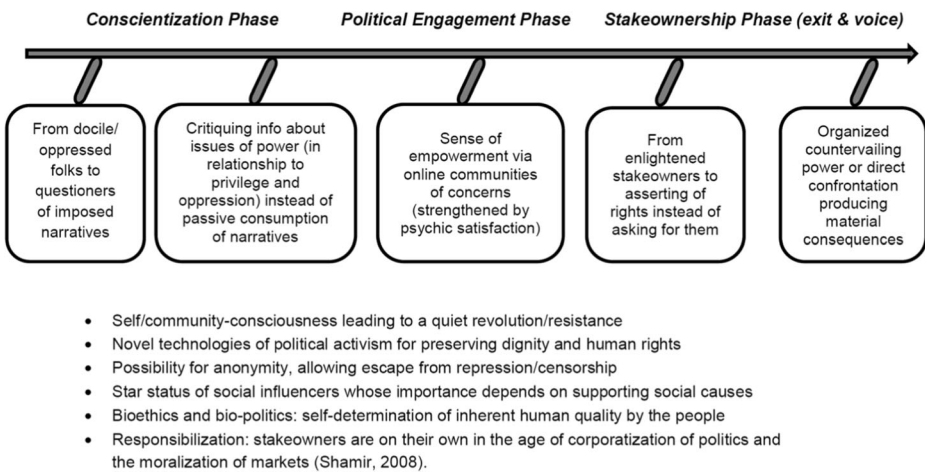 Conscientization Phase
Political Engagement Phase
Stakeownership Phase (exit & voice)
From docile/
oppressed
folks to
questioners
of imposed
narratives
Critiquing info about
issues of power (in
relationship to
privilege and
oppression) instead of
passive consumption
of narratives
Sense of
empowerment via
online communities
of concerns
(strengthened by
psychic satisfaction)
From
enlightened
stakeowners to
asserting of
rights instead of
asking for them
Organized
countervailing
power or direct
confrontation
producing
material
consequences
• Self/community-consciousness leading to a quiet revolution/resistance
• Novel technologies of political activism for preserving dignity and human rights
• Possibility for anonymity, allowing escape from repression/censorship
• Star status of social influencers whose importance depends on supporting social causes
• Bioethics and bio-politics: self-determination of inherent human quality by the people
• Responsibilization: stakeowners are on their own in the age of corporatization of politics and
the moralization of markets (Shamir, 2008).